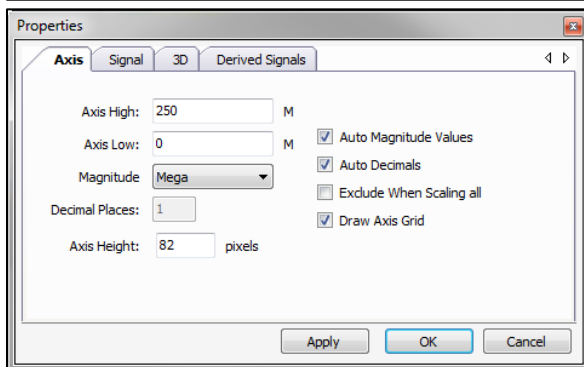 Properties
Axis Signal 3D Derived Signals
Axis High: 250 M
Axis Low: 0 M
Magnitude Mega
Decimal Places: 1
Axis Height: 82 pixels
Auto Magnitude Values
Auto Decimals
Exclude When Scaling all
Draw Axis Grid
Apply OK Cancel